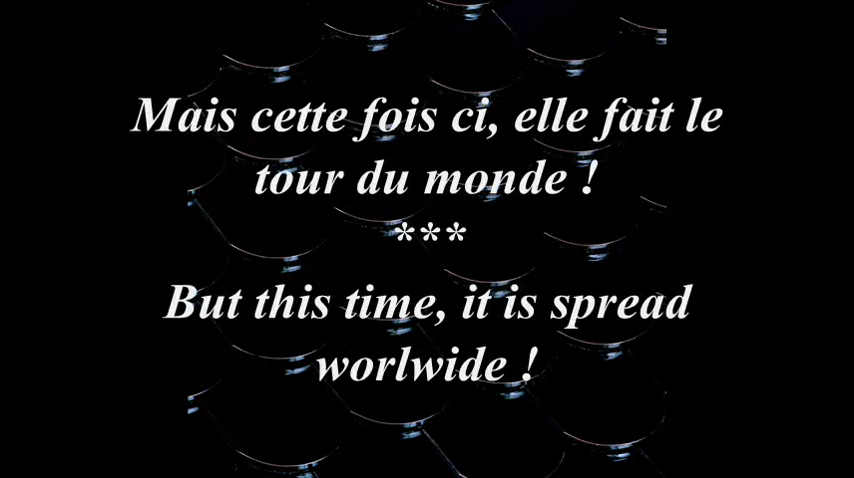 Mais cette fois ci, elle fait le
tour du monde !
***
But this time, it is spread
worlwide !